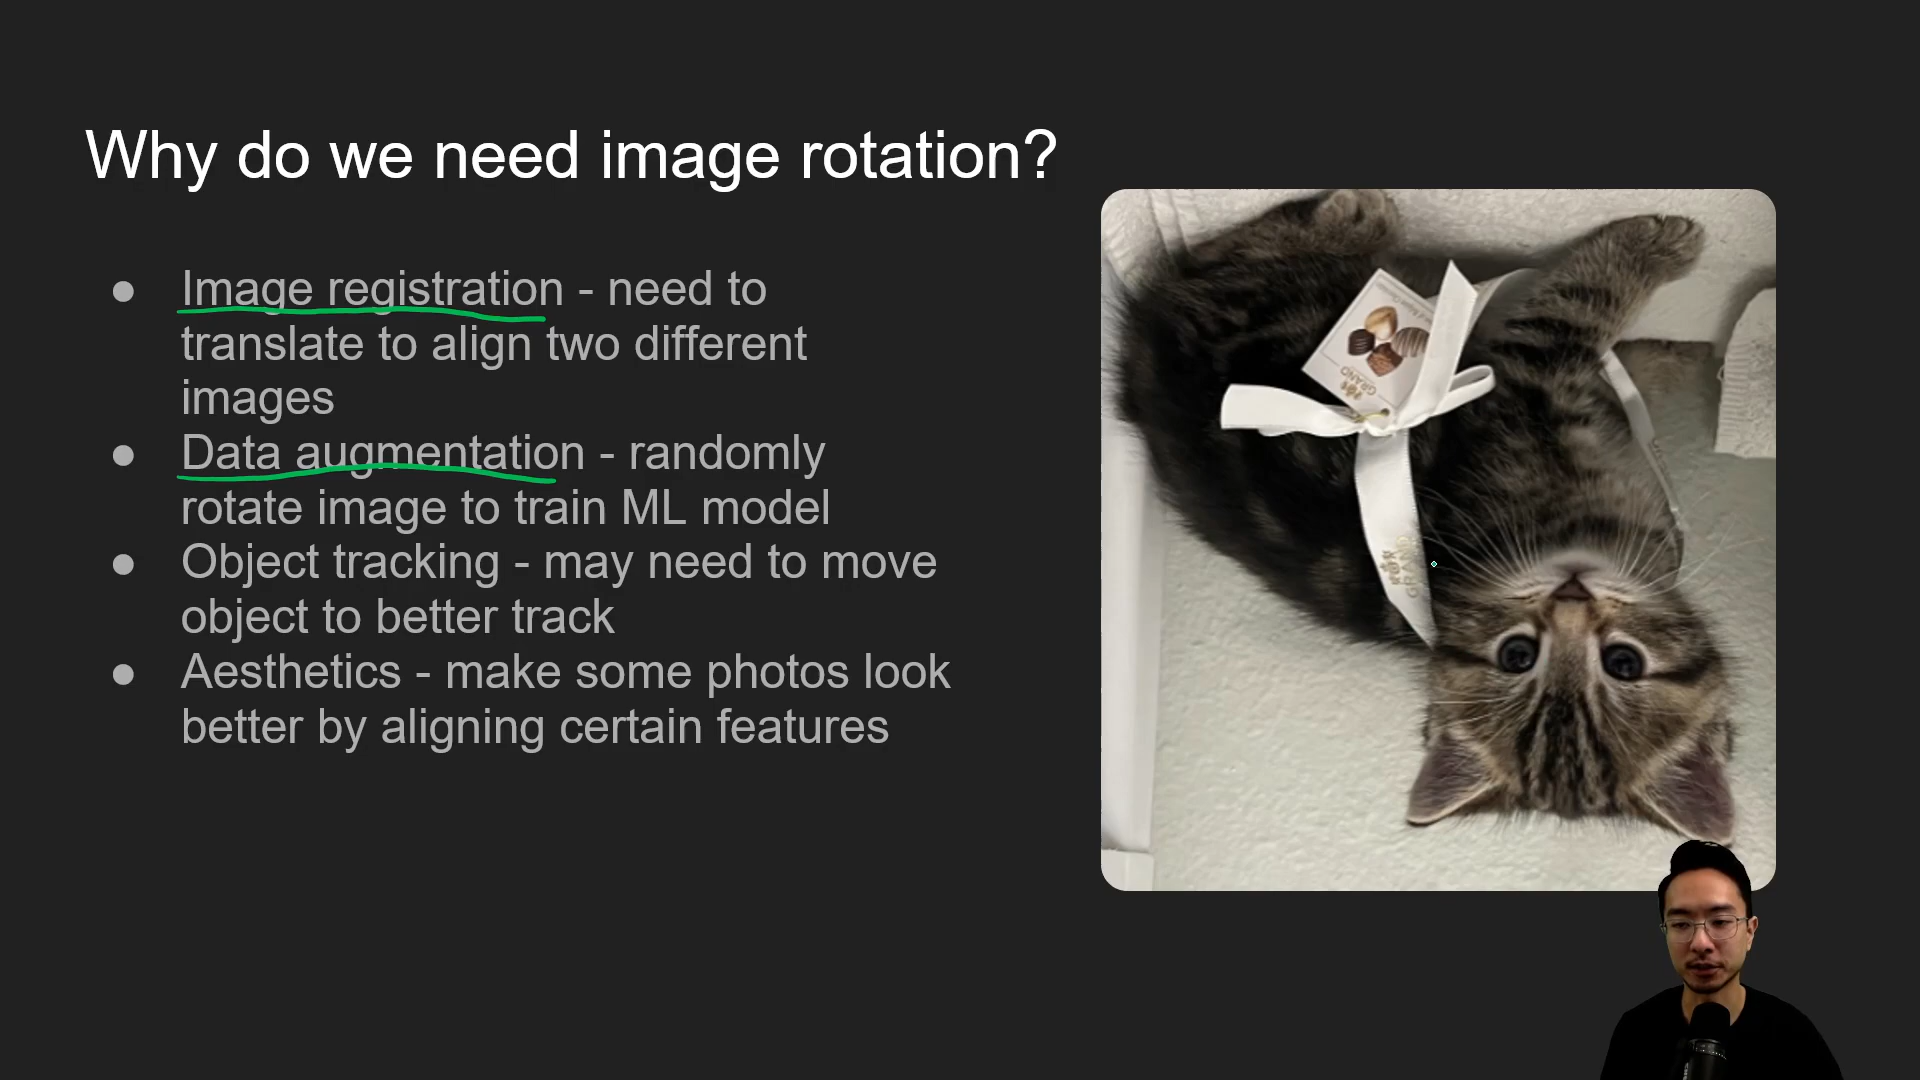 Why do we need image rotation?
● Image registration - need to
translate to align two different
images
● Data augmentation - randomly
rotate image to train ML model
● Object tracking - may need to move
object to better track
● Aesthetics - make some photos look
better by aligning certain features
GRAND
GRAND